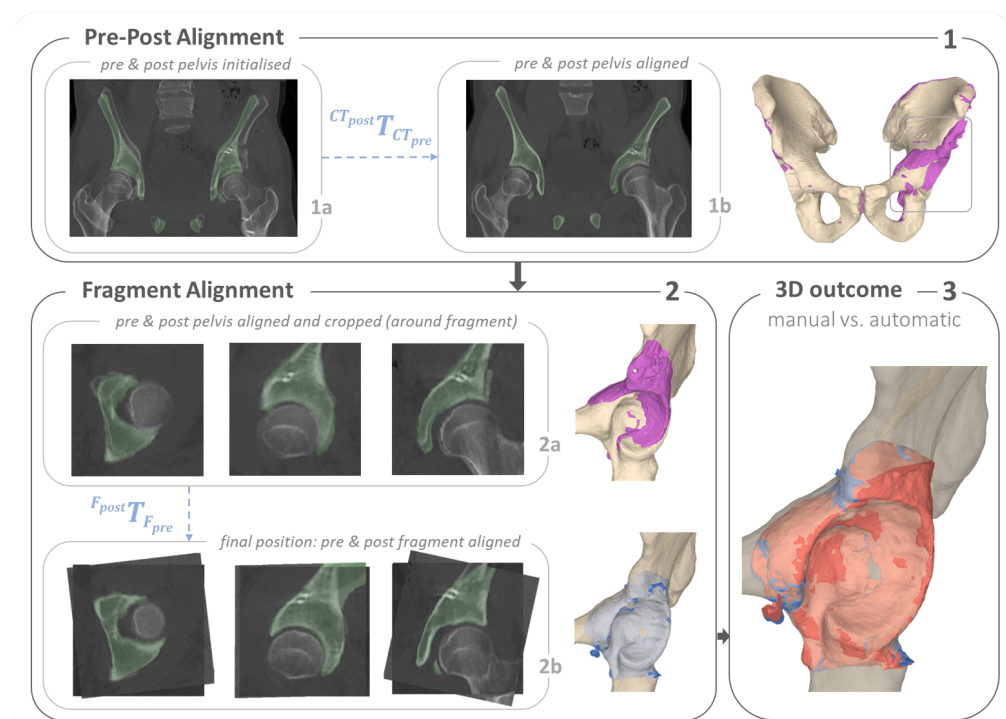 Pre-Post Alignment
1
pre & post pelvis initialised
pre & post pelvis aligned
CTpost T CTpre
1a
1b
Fragment Alignment
2
3D outcome
3
manual vs. automatic
pre & post pelvis aligned and cropped (around fragment)
2a
Fpost T Fpre
final position: pre & post fragment aligned
2b